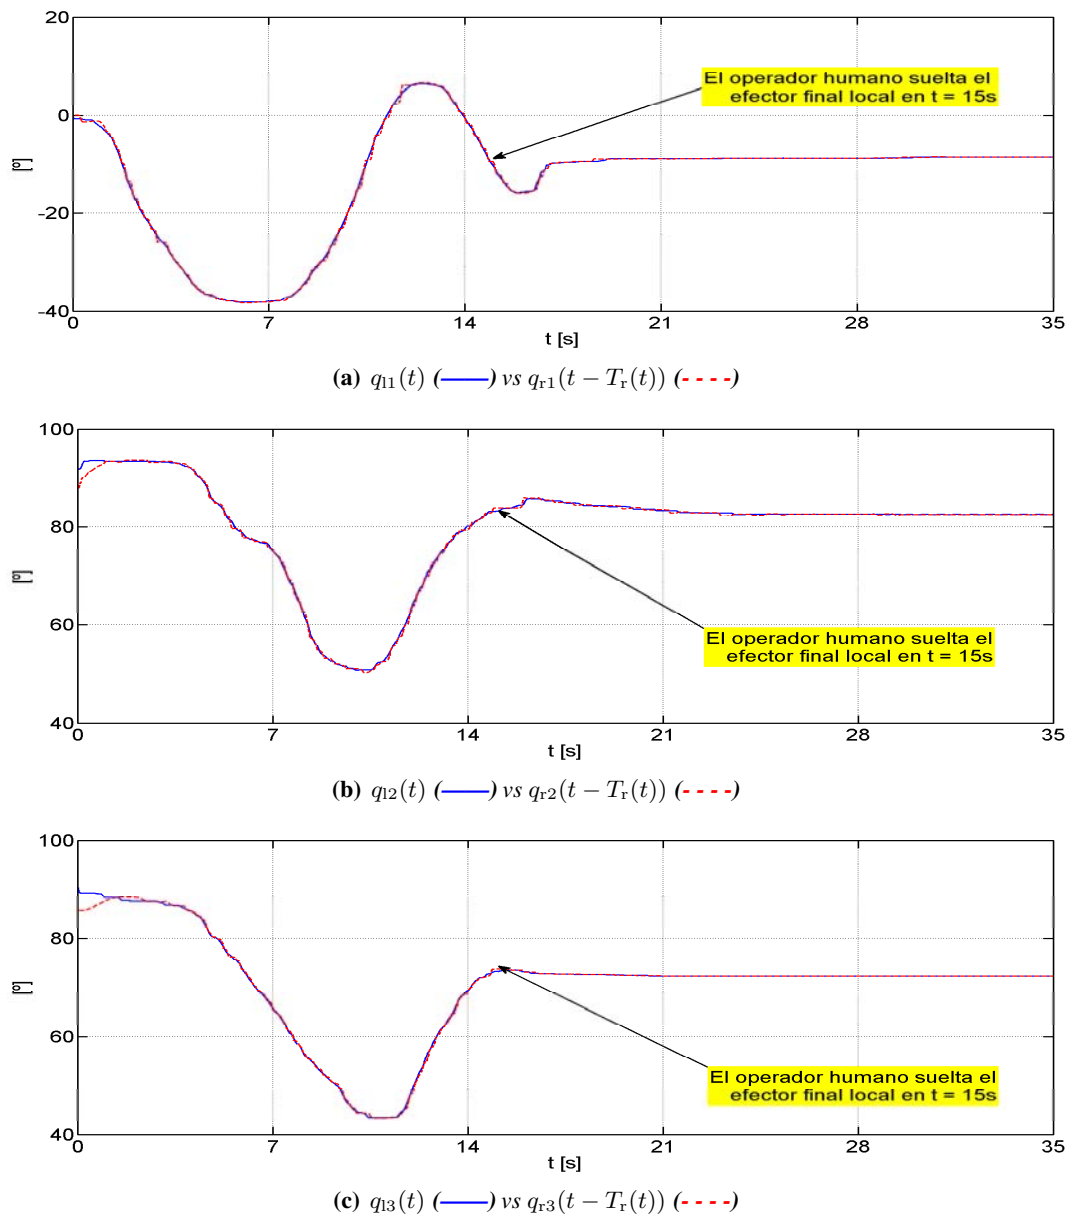 20
0
-20
-40
[º]
El operador humano suelta el
efector final local en t = 15s
0 7 14 21 28 35
t [s]
(a) ql1(t) (——) vs qr1(t − Tr(t)) (- - - -)
100
80
60
40
[º]
El operador humano suelta el
efector final local en t = 15s
0 7 14 21 28 35
t [s]
(b) ql2(t) (——) vs qr2(t − Tr(t)) (- - - -)
100
80
60
40
[º]
El operador humano suelta el
efector final local en t = 15s
0 7 14 21 28 35
t [s]
(c) ql3(t) (——) vs qr3(t − Tr(t)) (- - - -)